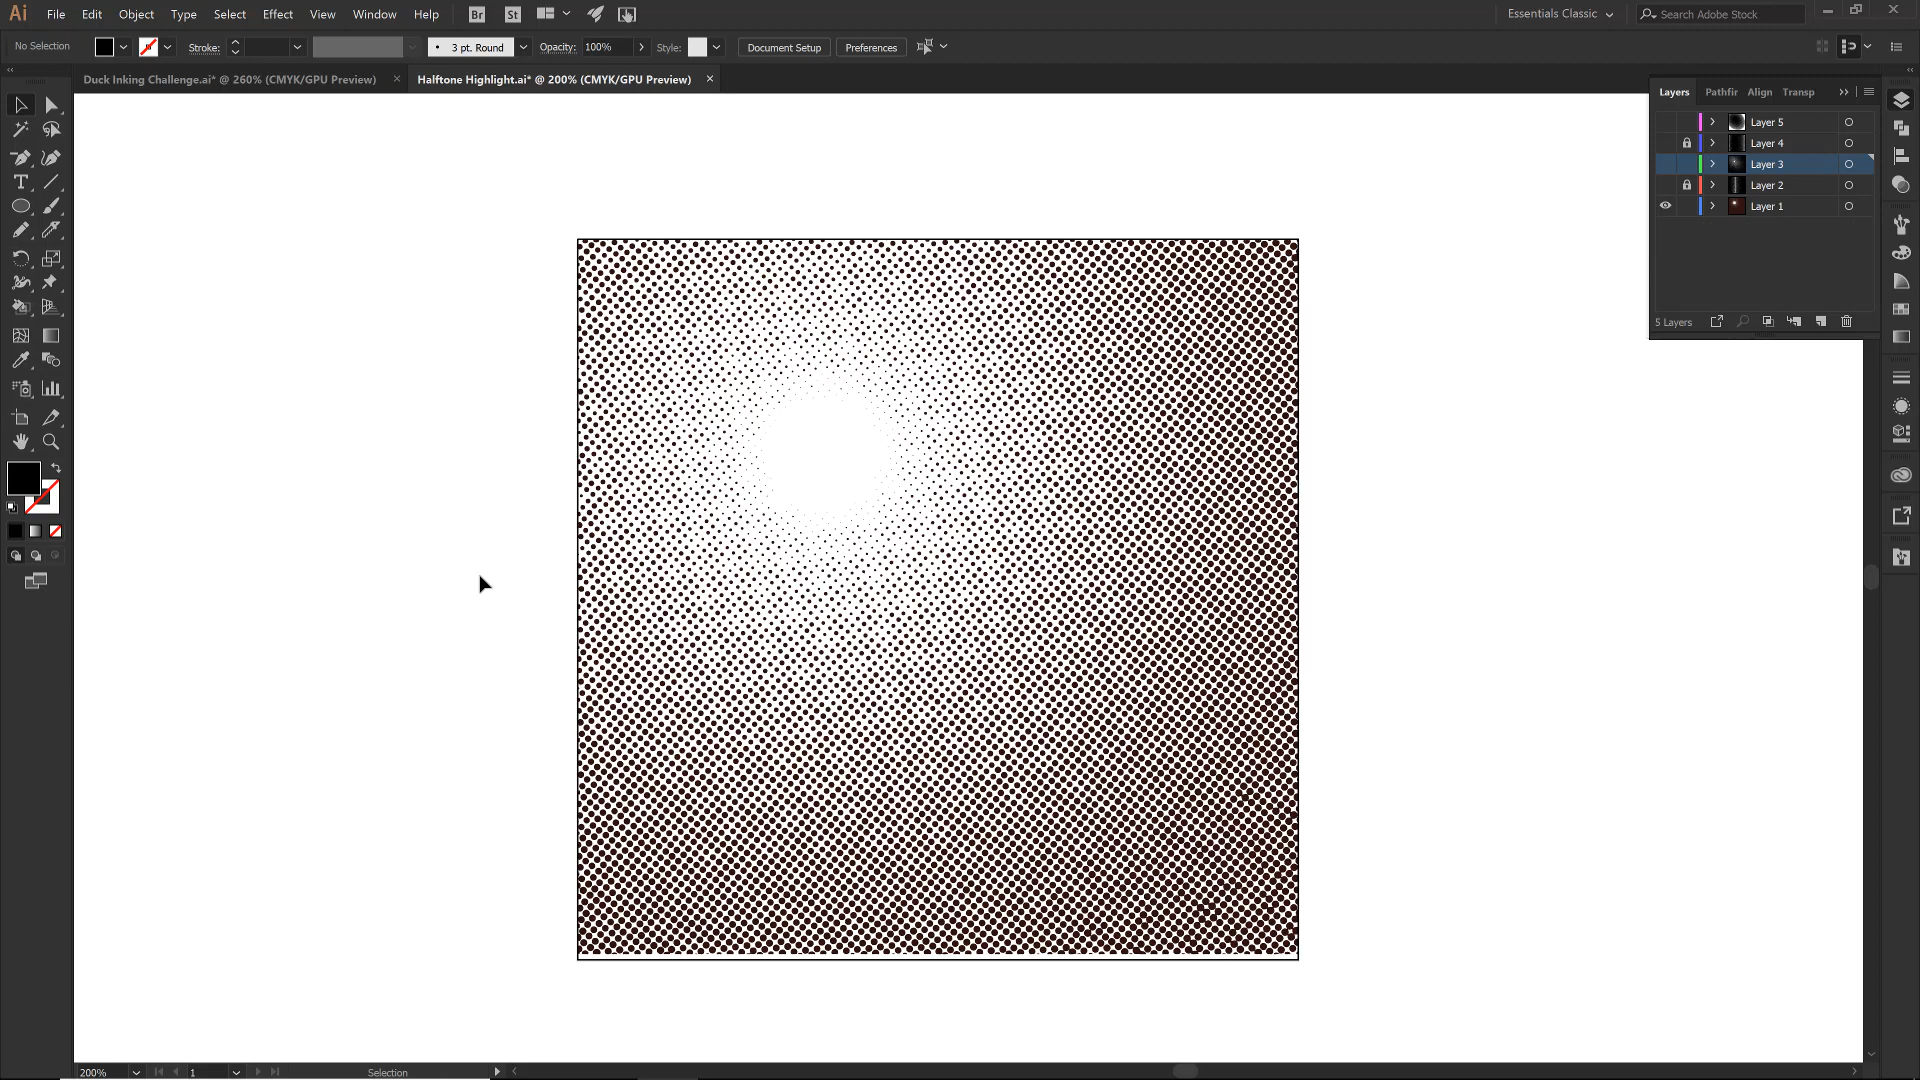 Ai File Edit Object Type Select Effect View Window Help Br St Essentials Classic Search Adobe Stock
No Selection Stroke: 3 pt. Round Opacity: 100% Style: Document Setup Preferences
Duck Inking Challenge.ai* @ 260% (CMYK/GPU Preview) Halftone Highlight.ai* @ 200% (CMYK/GPU Preview)
Layers Pathfir Align Transp
Layer 5
Layer 4
Layer 3
Layer 2
Layer 1
5 Layers
200% 1 Selection